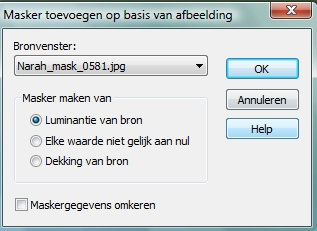 Masker toevoegen op basis van afbeelding
Bronvenster:
Narah_mask_0581.jpg
OK
Masker maken van
Annuleren
Luminantie van bron
Help
Elke waarde niet gelijk aan nul
Dekking van bron
Maskergegevens omkeren